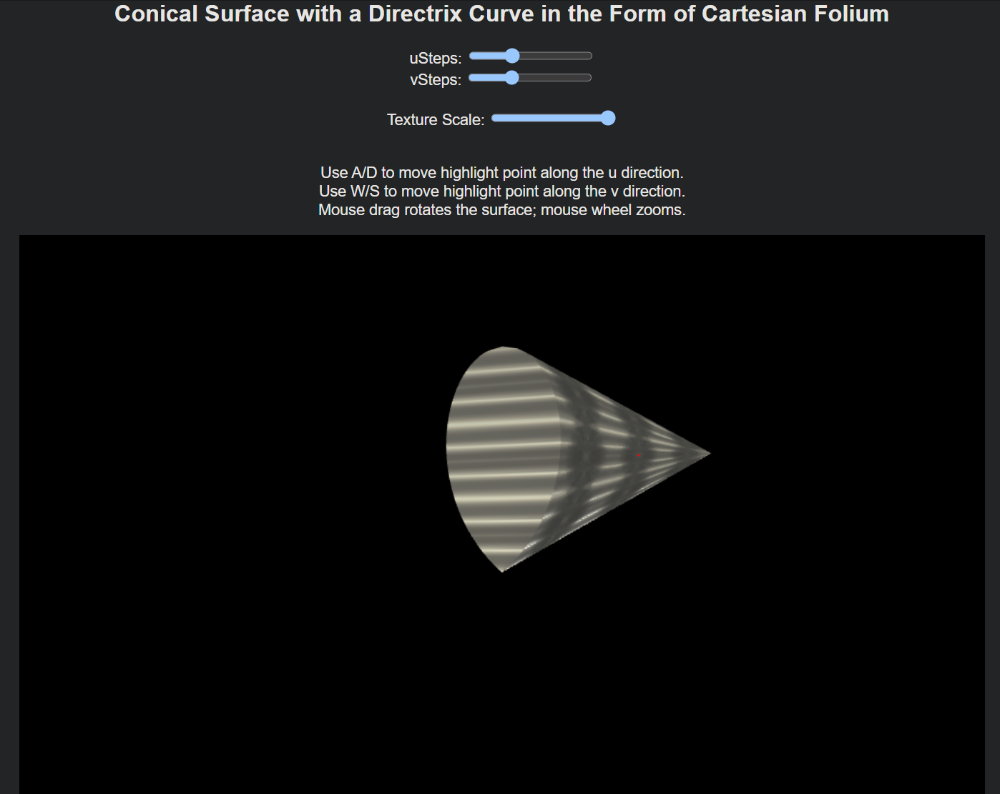 Conical Surface with a Directrix Curve in the Form of Cartesian Folium
uSteps:
vSteps:
Texture Scale:
Use A/D to move highlight point along the u direction.
Use W/S to move highlight point along the v direction.
Mouse drag rotates the surface; mouse wheel zooms.